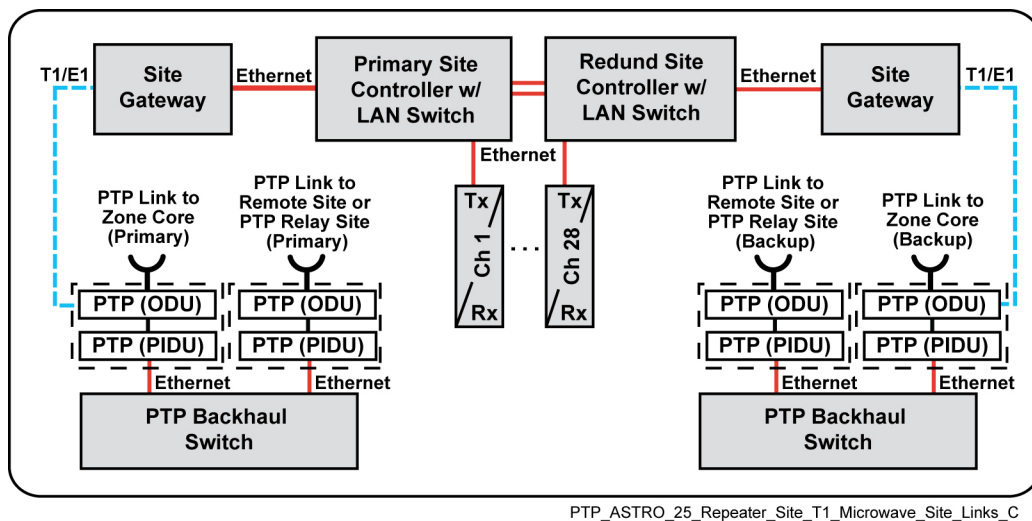 T1/E1
Site
Gateway
Ethernet
Primary Site
Controller w/
LAN Switch
Redund Site
Controller w/
LAN Switch
Ethernet
Site
Gateway
T1/E1
Ethernet
PTP Link to
Zone Core
(Primary)
PTP Link to
Remote Site or
PTP Relay Site
(Primary)
Tx
Ch 1
Rx
...
Tx
Ch 28
Rx
PTP Link to
Remote Site or
PTP Relay Site
(Backup)
PTP Link to
Zone Core
(Backup)
PTP (ODU)
PTP (ODU)
PTP (ODU)
PTP (ODU)
PTP (PIDU)
PTP (PIDU)
PTP (PIDU)
PTP (PIDU)
Ethernet
Ethernet
Ethernet
Ethernet
PTP Backhaul
Switch
PTP Backhaul
Switch
PTP_ASTRO_25_Repeater_Site_T1_Microwave_Site_Links_C